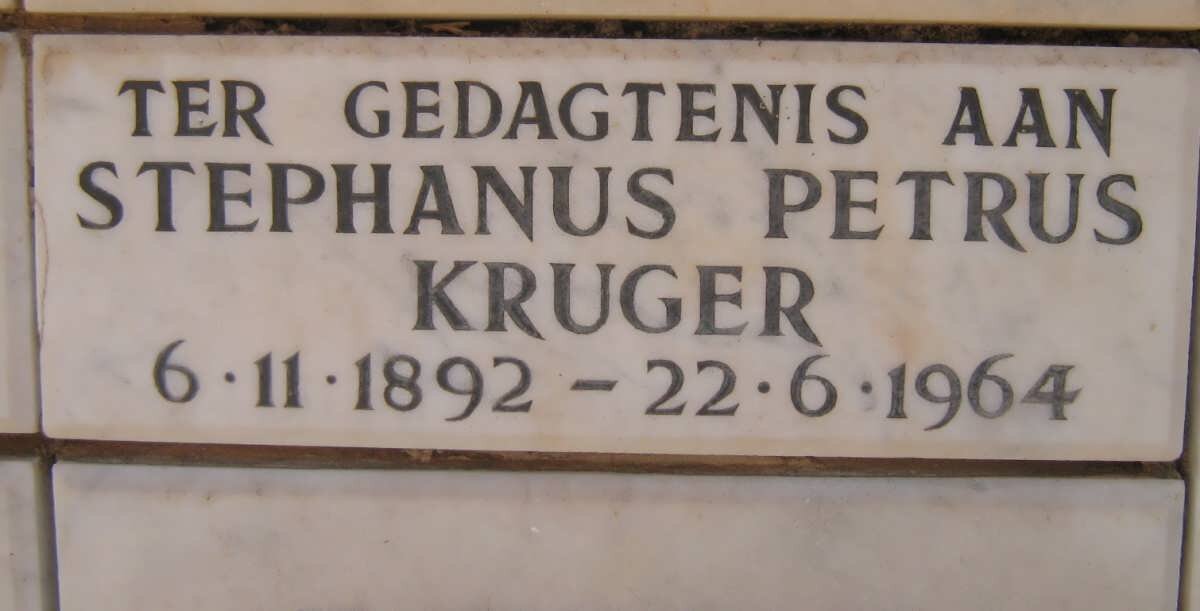 TER GEDAGTENIS AAN
STEPHANUS PETRUS
KRUGER
6·11·1892 – 22·6·1964